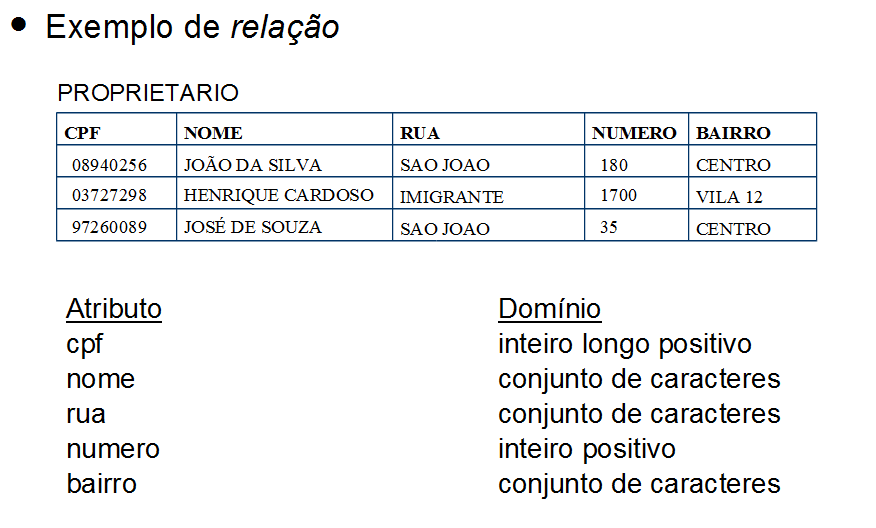 • Exemplo de relação
PROPRIETARIO
CPF NOME RUA NUMERO BAIRRO
08940256 JOÃO DA SILVA SAO JOAO 180 CENTRO
03727298 HENRIQUE CARDOSO IMIGRANTE 1700 VILA 12
97260089 JOSÉ DE SOUZA SAO JOAO 35 CENTRO
Atributo Domínio
cpf inteiro longo positivo
nome conjunto de caracteres
rua conjunto de caracteres
numero inteiro positivo
bairro conjunto de caracteres